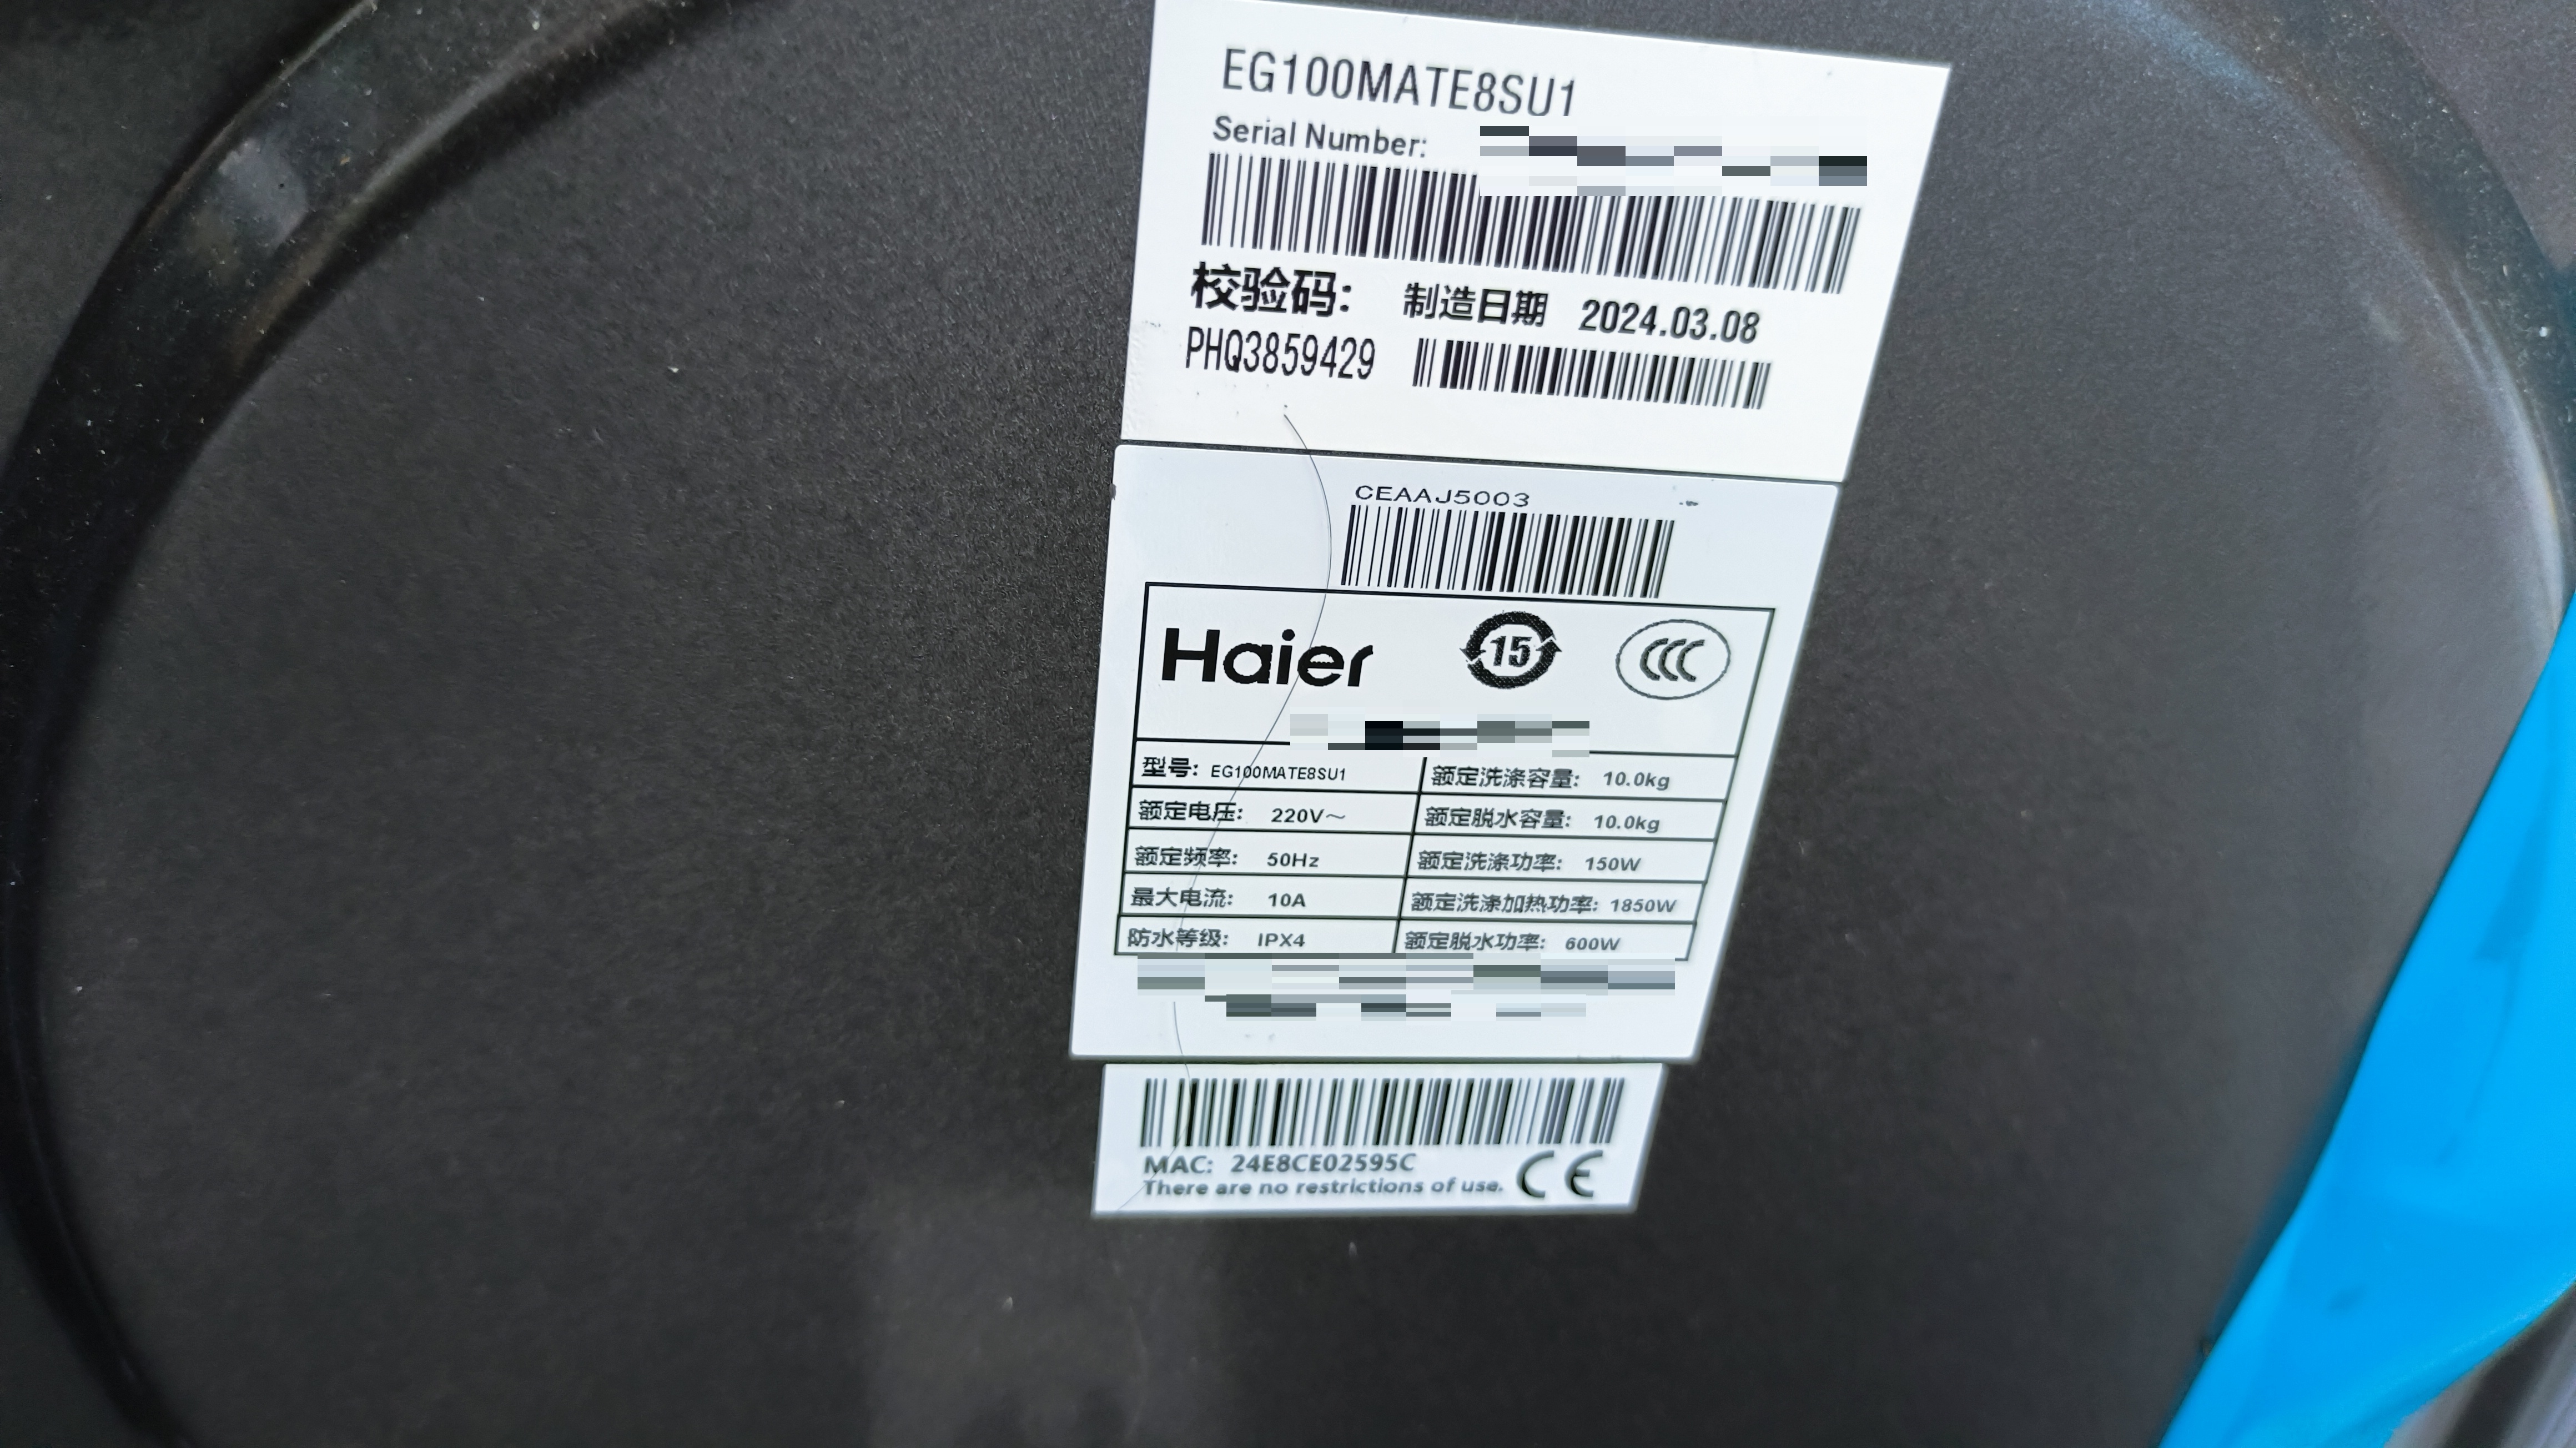 EG100MATE8SU1
Serial Number:
校验码: 制造日期 2024.03.08
PHQ3859429
CEAAJ5003
Haier 15 CCC
型号: EG100MATE8SU1 额定洗涤容量: 10.0kg
额定电压: 220V～ 额定脱水容量: 10.0kg
额定频率: 50Hz 额定洗涤功率: 150W
最大电流: 10A 额定洗涤加热功率: 1850W
防水等级: IPX4 额定脱水功率: 600W
MAC: 24E8CE02595C
There are no restrictions of use. CE